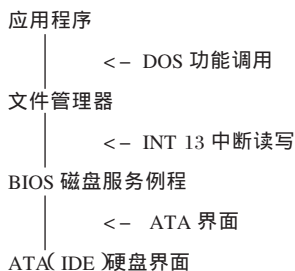 应用程序
<- DOS 功能调用
文件管理器
<- INT 13 中断读写
BIOS 磁盘服务例程
<- ATA 界面
ATA( IDE )硬盘界面